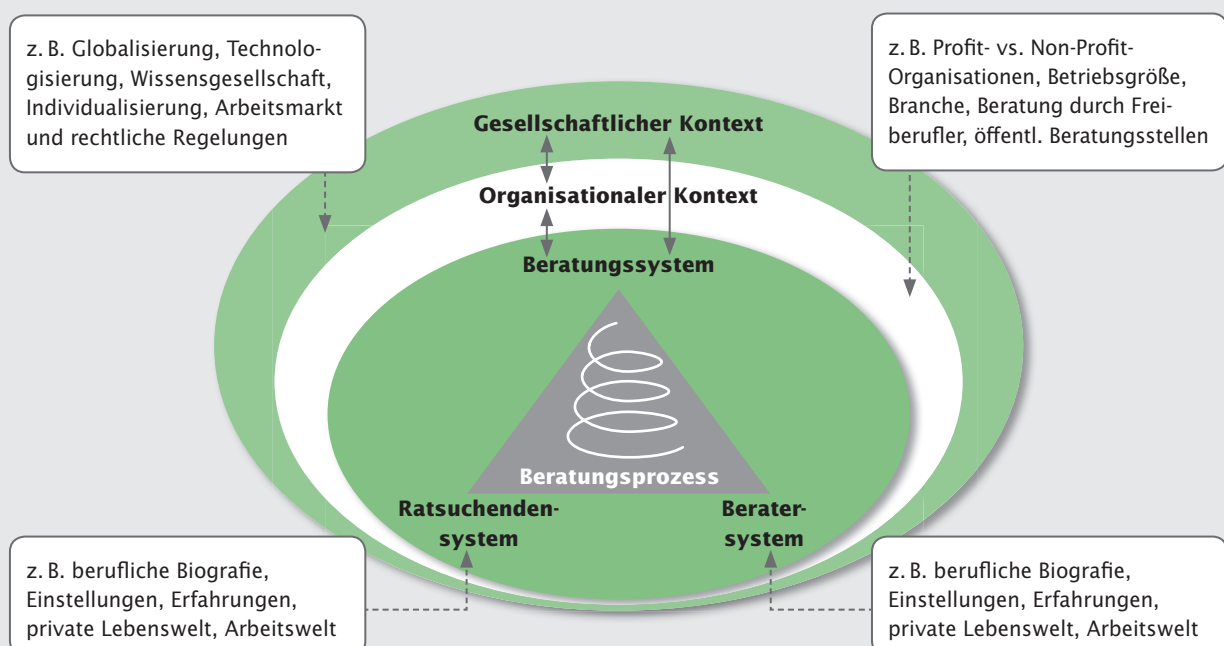 z. B. Globalisierung, Technolo-
gisierung, Wissensgesellschaft,
Individualisierung, Arbeitsmarkt
und rechtliche Regelungen
z. B. Profit- vs. Non-Profit-
Organisationen, Betriebsgröße,
Branche, Beratung durch Frei-
berufler, öffentl. Beratungsstellen
Gesellschaftlicher Kontext
Organisationaler Kontext
Beratungssystem
Beratungsprozess
Ratsuchenden-
system
Berater-
system
z. B. berufliche Biografie,
Einstellungen, Erfahrungen,
private Lebenswelt, Arbeitswelt
z. B. berufliche Biografie,
Einstellungen, Erfahrungen,
private Lebenswelt, Arbeitswelt